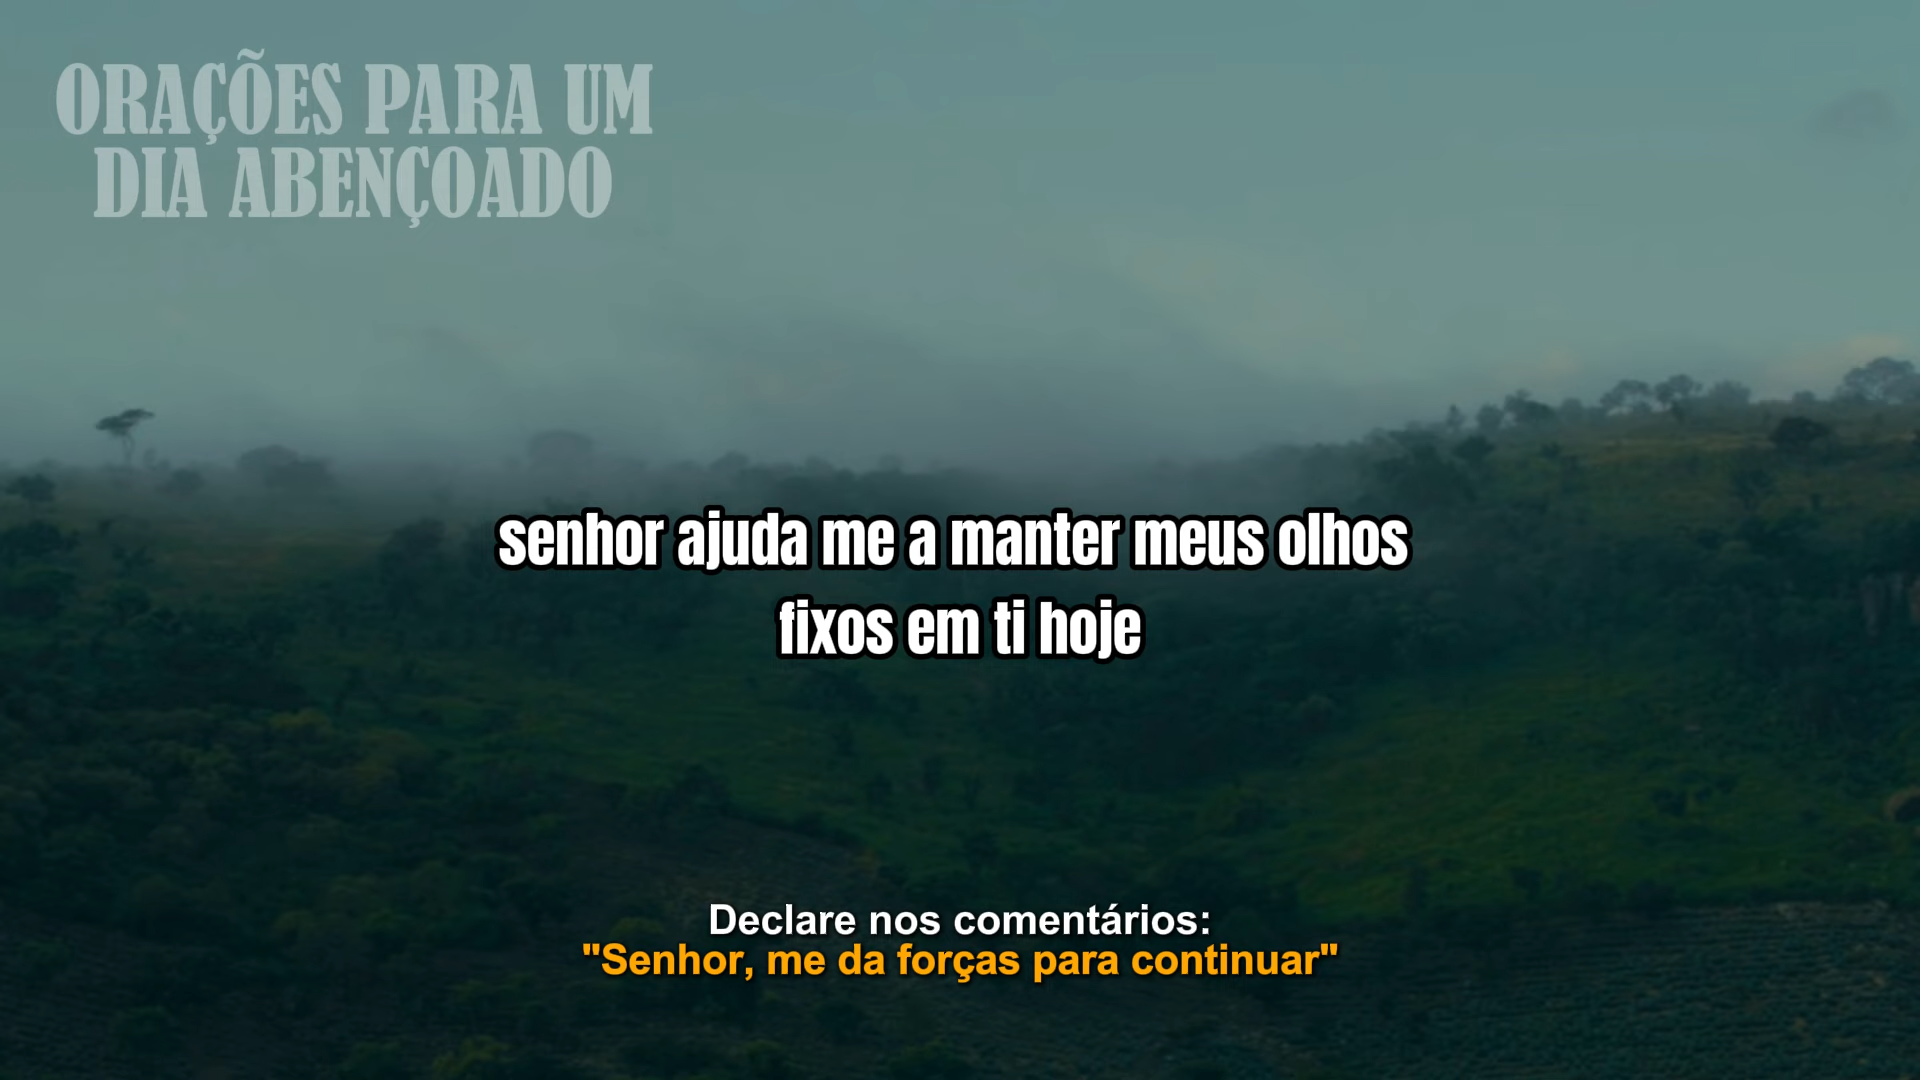 ORAÇÕES PARA UM
DIA ABENÇOADO
senhor ajuda me a manter meus olhos
fixos em ti hoje
Declare nos comentários:
"Senhor, me da forças para continuar"